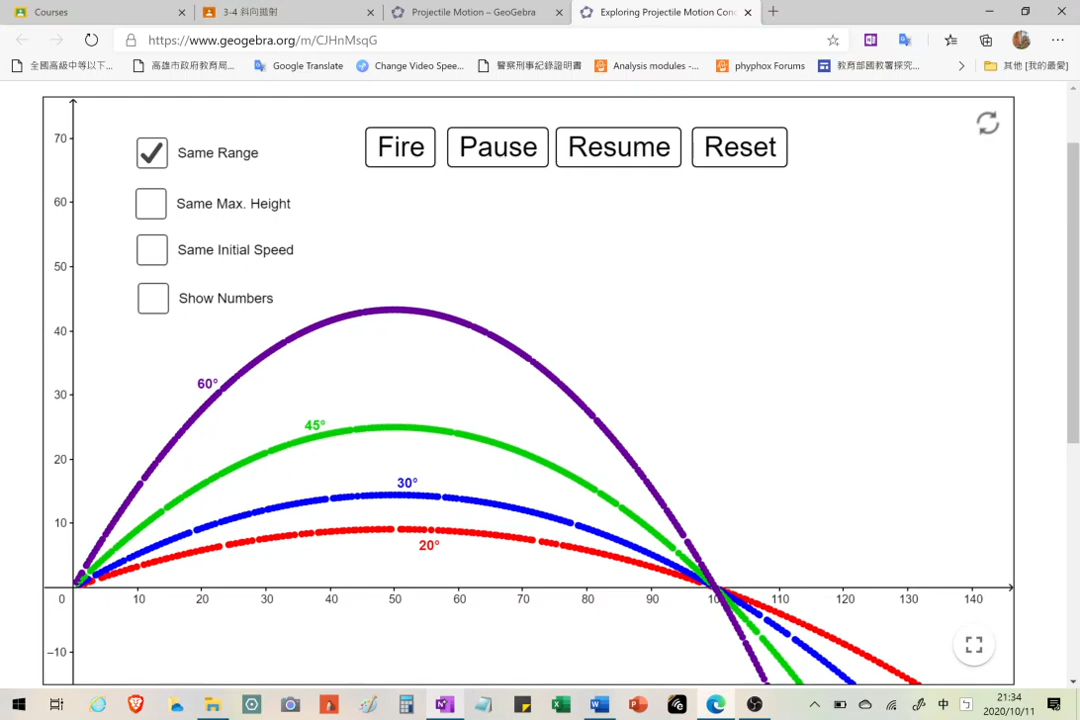 Courses
3-4 斜向拋射
Projectile Motion – GeoGebra
Exploring Projectile Motion Conc
https://www.geogebra.org/m/CJHnMsqG
全國高級中等以下...
高雄市政府教育局...
Google Translate
Change Video Spee...
警察刑事紀錄證明書
Analysis modules -...
phyphox Forums
教育部國教署探究...
其他 [我的最愛]
Same Range
Same Max. Height
Same Initial Speed
Show Numbers
Fire
Pause
Resume
Reset
70
60
50
40
30
20
10
0
–10
60°
45°
30°
20°
10
20
30
40
50
60
70
80
90
100
110
120
130
140
中
21:34
2020/10/11